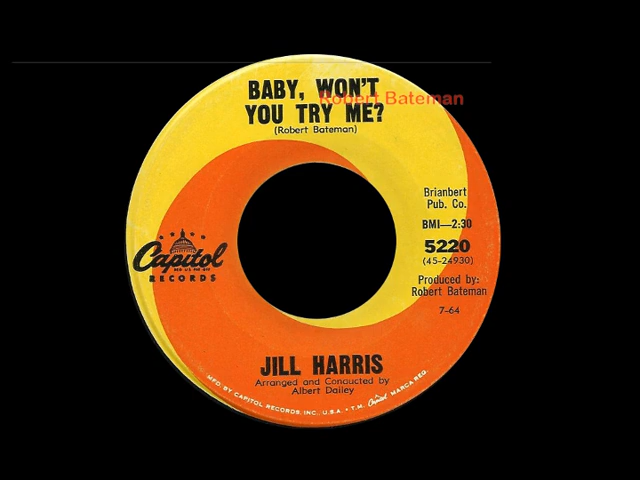 BABY, WON'T
YOU TRY ME?
Robert Bateman
(Robert Bateman)
Brianbert
Pub. Co.
BMI—2:30
5220
(45-24930)
Capitol
RECORDS
Produced by:
Robert Bateman
7-64
JILL HARRIS
Arranged and Conducted by
Albert Dailey
MFD. BY CAPITOL RECORDS, INC., U.S.A. • T.M. Capitol MARCA REG.